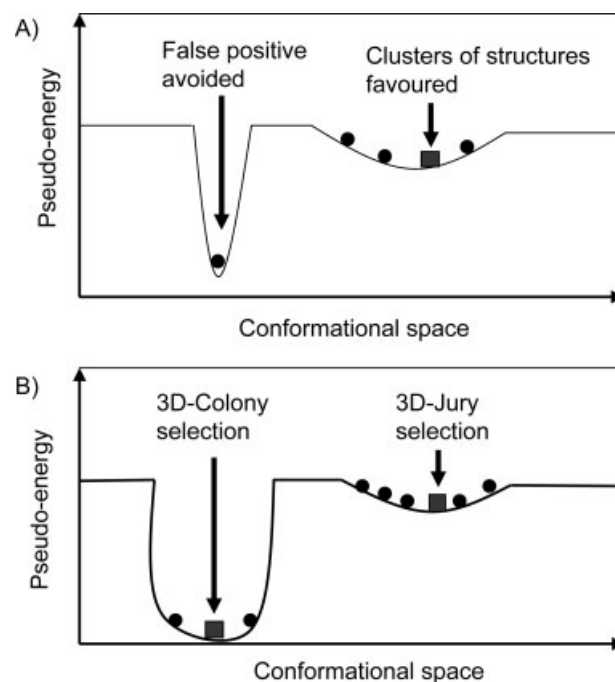 A)
False positive
avoided
Clusters of structures
favoured
Pseudo-energy
Conformational space
B)
3D-Colony
selection
3D-Jury
selection
Pseudo-energy
Conformational space